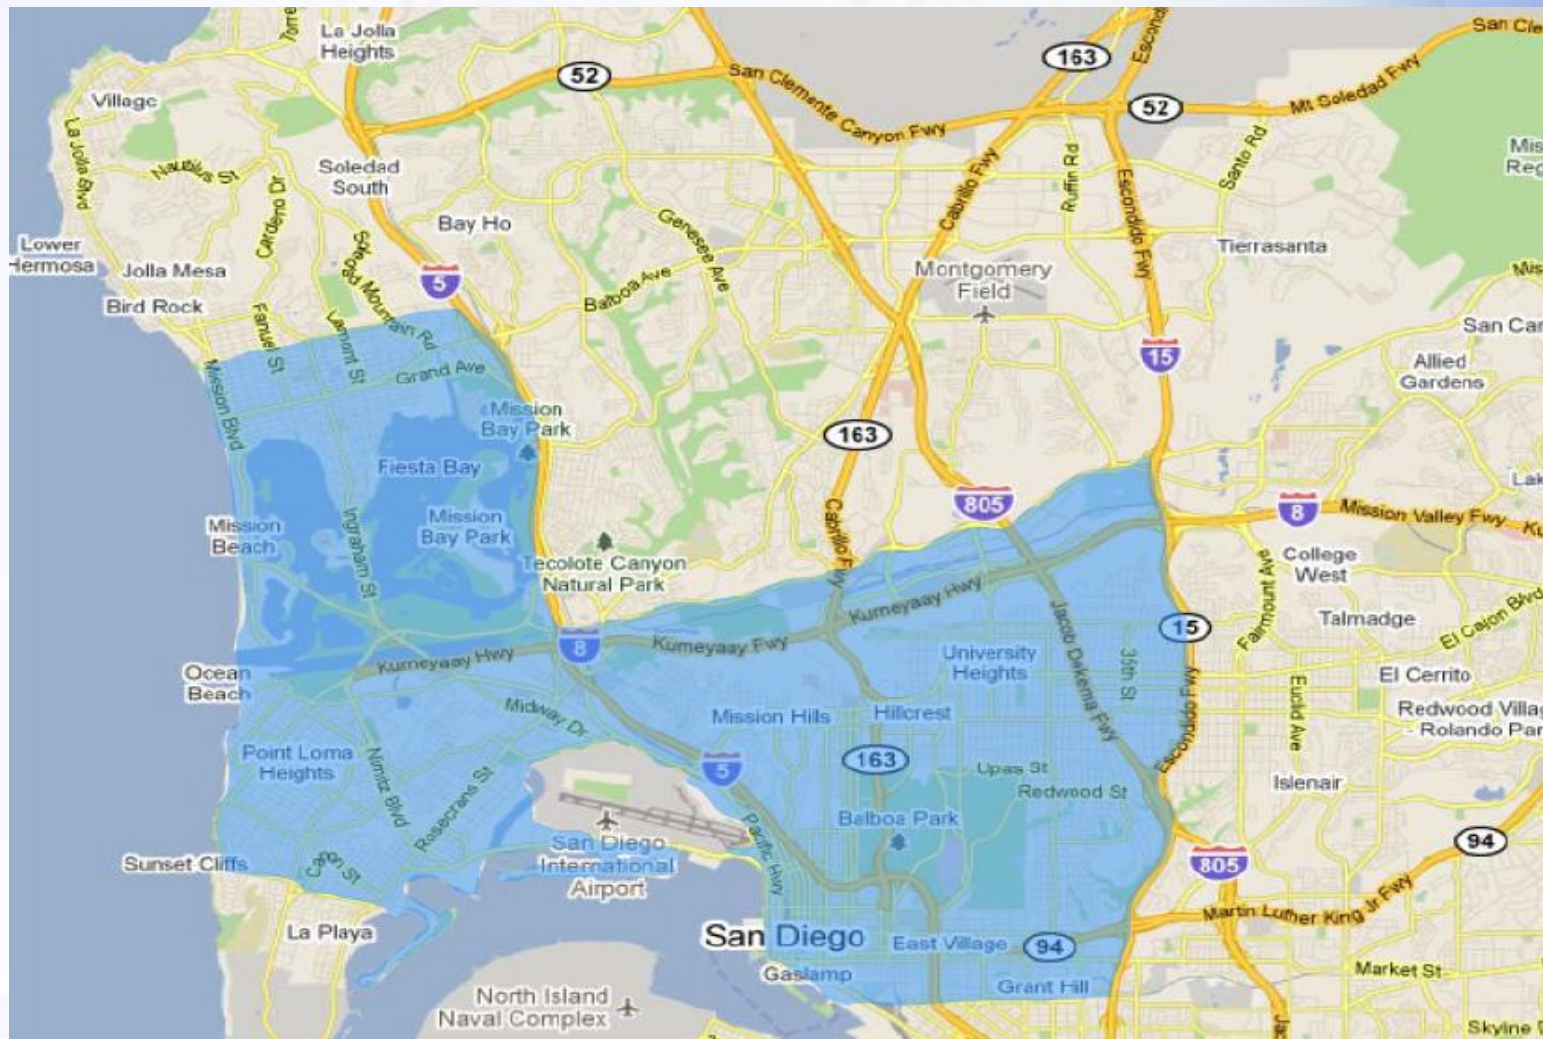 La Jolla
Heights
163
52
San Clemente Canyon Fwy
52
Mt Soledad Fwy
Village
La Jolla Blvd
Nautilus St
Cardeno Dr
Soledad
South
Cabrillo Fwy
Ruffin Rd
Escondido Fwy
Santo Rd
Bay Ho
Genesee Ave
Tierrasanta
Lower
Hermosa
Jolla Mesa
Bird Rock
5
Balboa Ave
Montgomery
Field
Fanuel St
Lamont St
Mountain Rd
Grand Ave
Mission Blvd
15
Allied
Gardens
Mission
Bay Park
163
Fiesta Bay
805
8
Mission Valley Fwy
Mission
Beach
Ingraham St
Mission
Bay Park
Cabrillo Fwy
Tecolote Canyon
Natural Park
College
West
Kumeyaay Hwy
Jacob Dekema Fwy
Fairmount Ave
Talmadge
El Cajon Blvd
15
8
Kumeyaay Fwy
Kumeyaay Hwy
University
Heights
35th St
Ocean
Beach
El Cerrito
Euclid Ave
Escondido Fwy
Midway Dr
Mission Hills
Hillcrest
Redwood Villag
- Rolando Par
Point Loma
Heights
Nimitz Blvd
Rosecrans St
5
163
Upas St
Redwood St
Islenair
Balboa Park
Pacific Hwy
San Diego
International
Airport
94
805
Sunset Cliffs
Canon St
Martin Luther King Jr Fwy
La Playa
San Diego
East Village
94
Gaslamp
Grant Hill
Market St
North Island
Naval Complex
Skyline